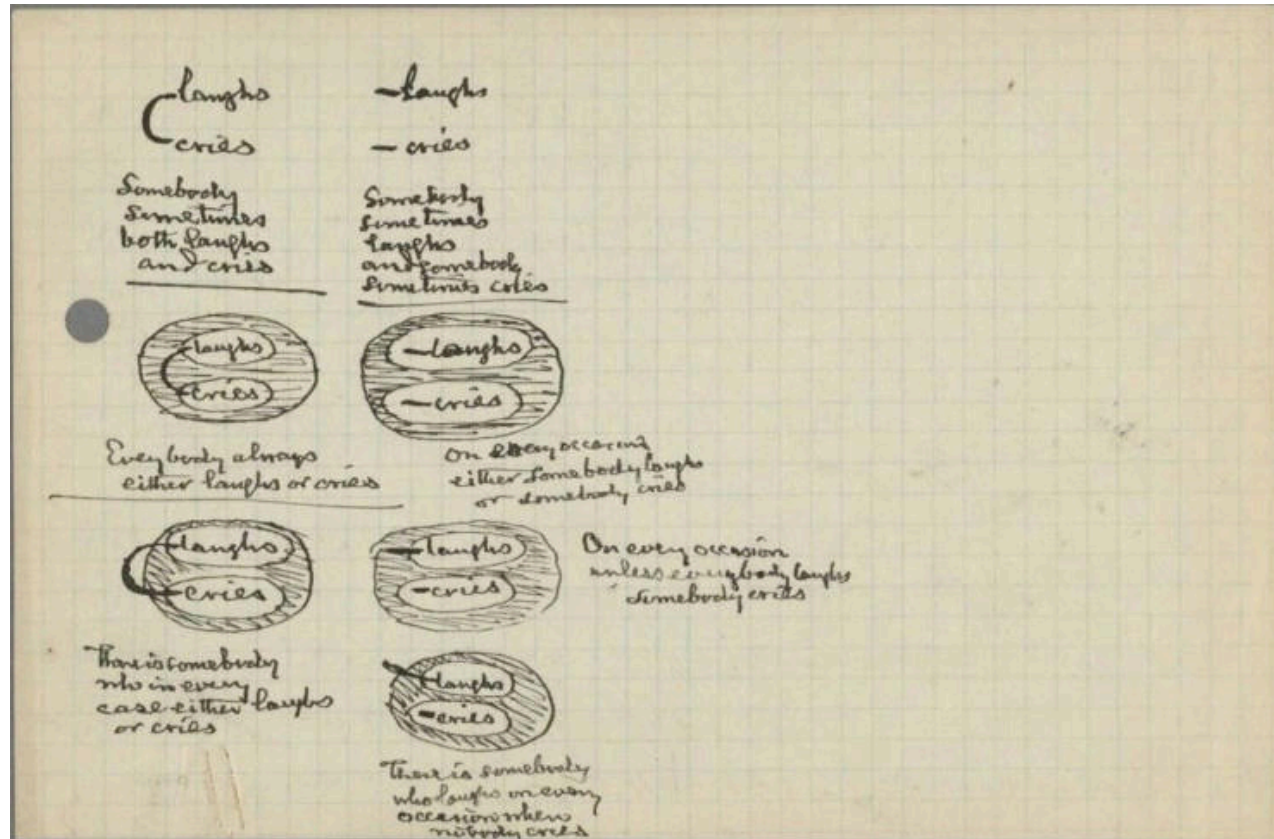 laughs
cries
Somebody
sometimes
both laughs
and cries
laughs
cries
Somebody
sometimes
laughs
and somebody
sometimes cries
laughs
cries
Everybody always
either laughs or cries
laughs
cries
On every occasion
either somebody laughs
or somebody cries
laughs
cries
There is somebody
who in every
case either laughs
or cries
laughs
cries
On every occasion
unless everybody laughs
somebody cries
laughs
cries
There is somebody
who laughs on every
occasion when
nobody cries